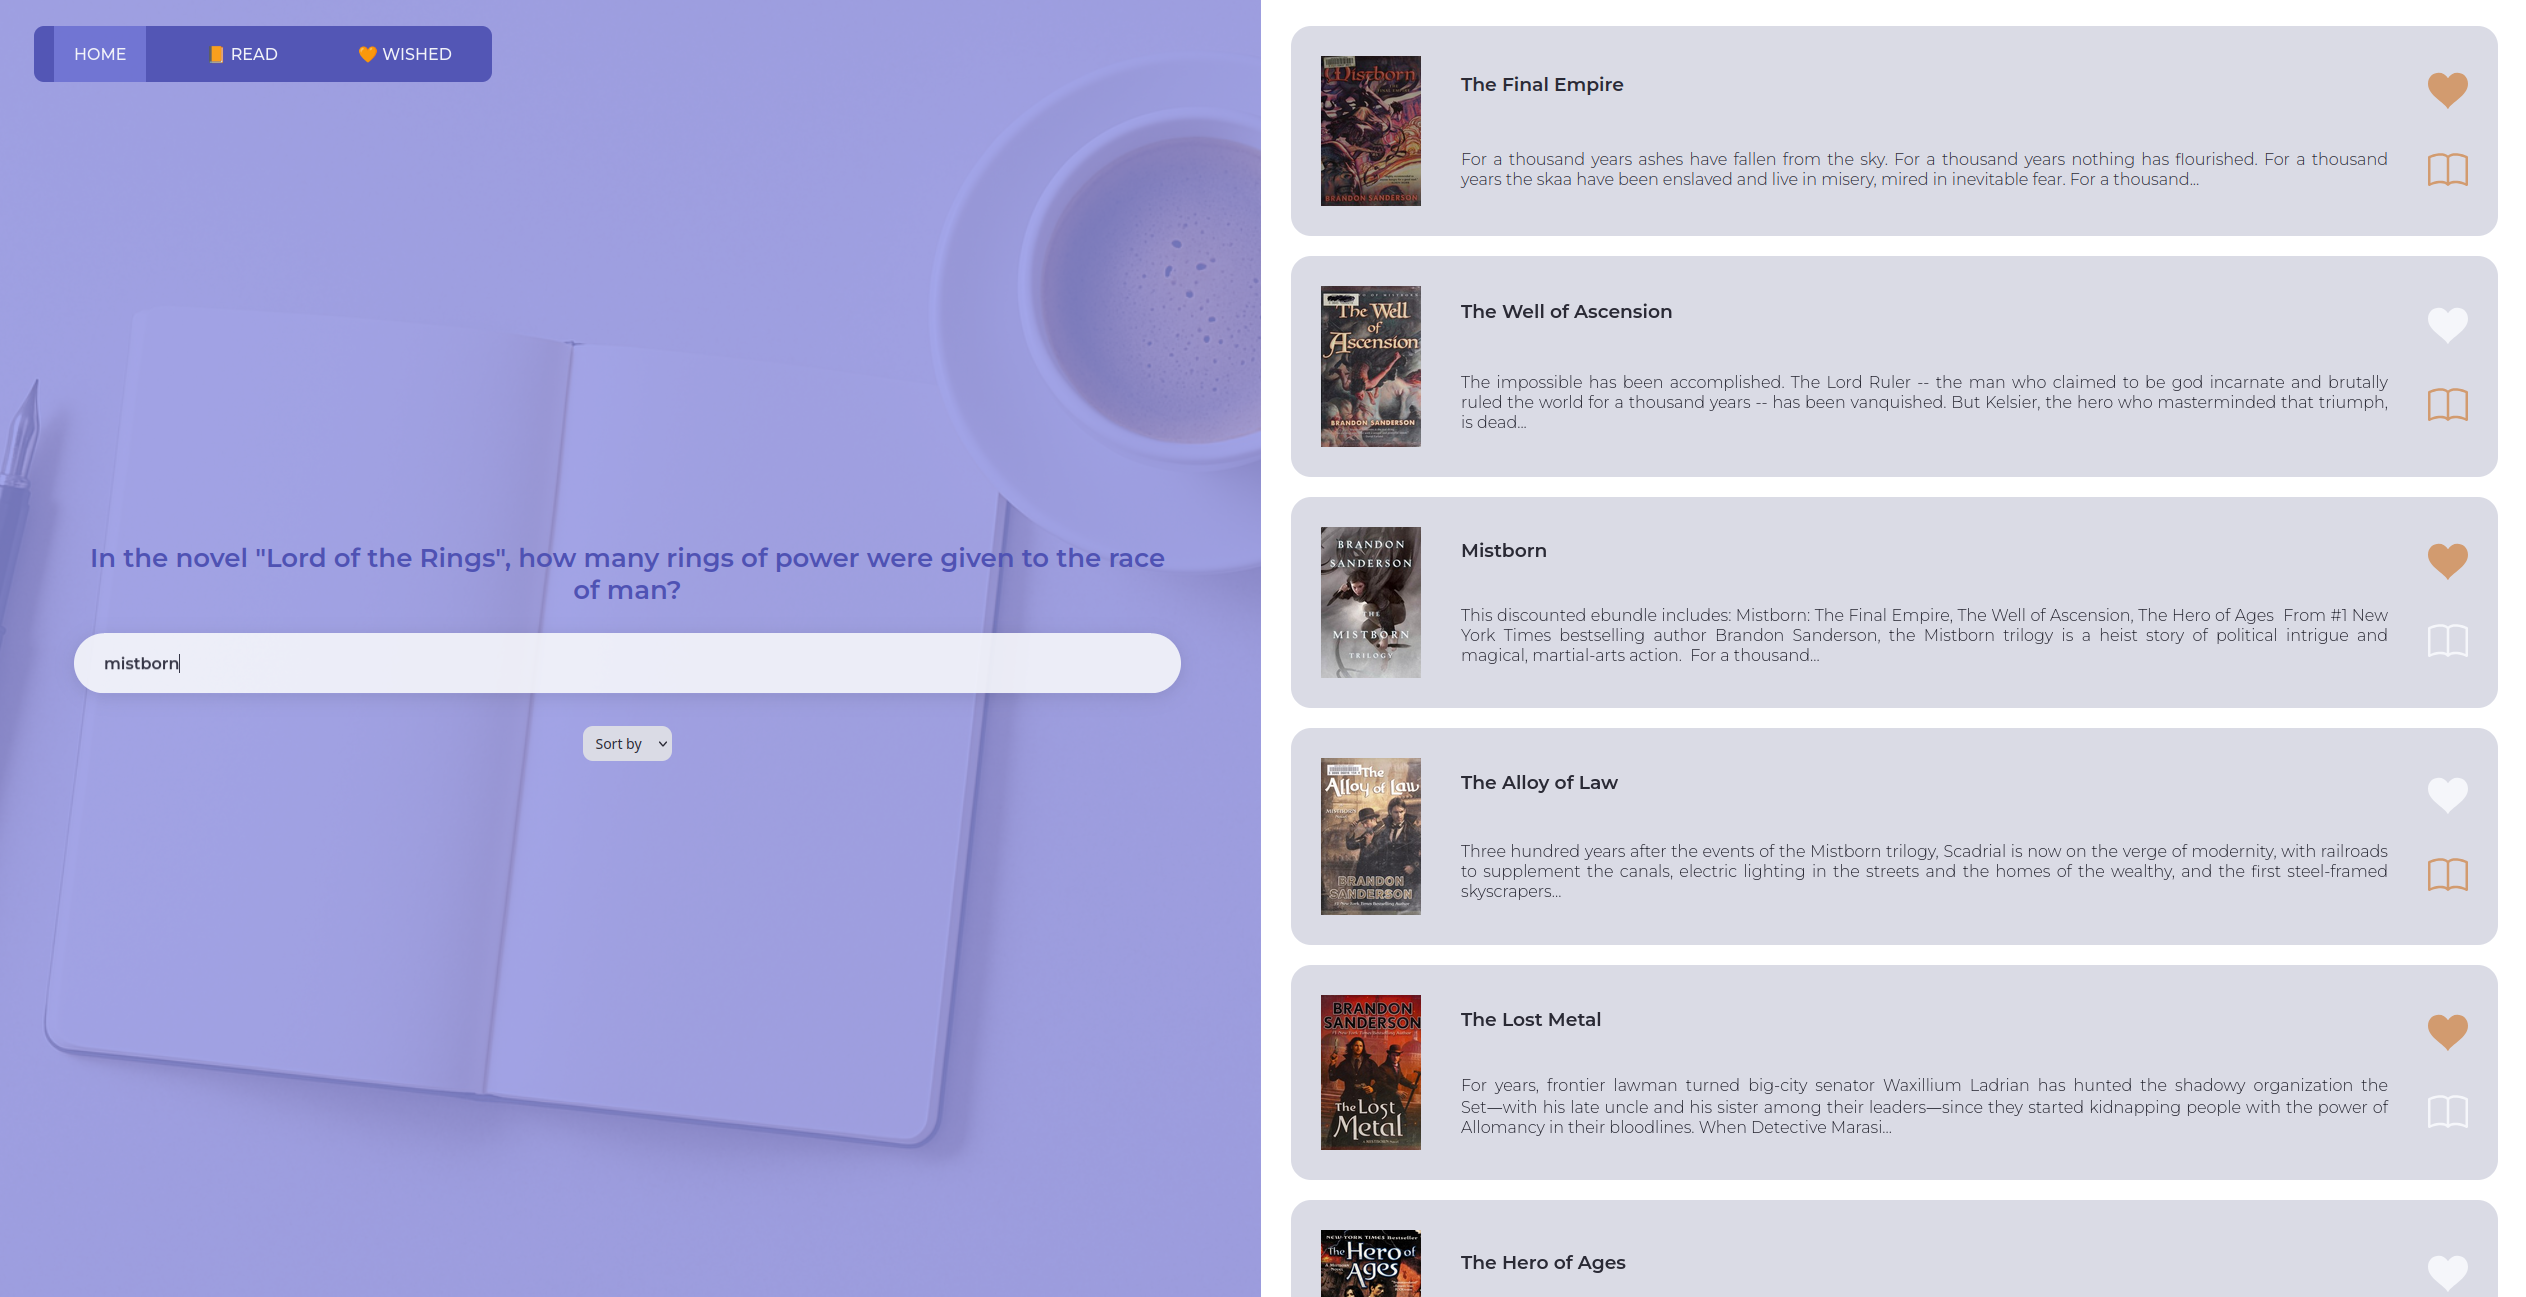 HOME
📙 READ
🧡 WISHED
In the novel "Lord of the Rings", how many rings of power were given to the race
of man?
mistborn
Sort by
Mistborn
BRANDON SANDERSON
The Final Empire
For a thousand years ashes have fallen from the sky. For a thousand years nothing has flourished. For a thousand
years the skaa have been enslaved and live in misery, mired in inevitable fear. For a thousand...
The Well
of
Ascension
BRANDON SANDERSON
The Well of Ascension
The impossible has been accomplished. The Lord Ruler -- the man who claimed to be god incarnate and brutally
ruled the world for a thousand years -- has been vanquished. But Kelsier, the hero who masterminded that triumph,
is dead...
BRANDON
SANDERSON
THE
MISTBORN
TRILOGY
Mistborn
This discounted ebundle includes: Mistborn: The Final Empire, The Well of Ascension, The Hero of Ages  From #1 New
York Times bestselling author Brandon Sanderson, the Mistborn trilogy is a heist story of political intrigue and
magical, martial-arts action.  For a thousand...
The
Alloy of Law
BRANDON
SANDERSON
The Alloy of Law
Three hundred years after the events of the Mistborn trilogy, Scadrial is now on the verge of modernity, with railroads
to supplement the canals, electric lighting in the streets and the homes of the wealthy, and the first steel-framed
skyscrapers...
BRANDON
SANDERSON
The Lost
Metal
The Lost Metal
For years, frontier lawman turned big-city senator Waxillium Ladrian has hunted the shadowy organization the
Set—with his late uncle and his sister among their leaders—since they started kidnapping people with the power of
Allomancy in their bloodlines. When Detective Marasi...
NEW YORK TIMES Bestseller
The Hero of
Ages
The Hero of Ages